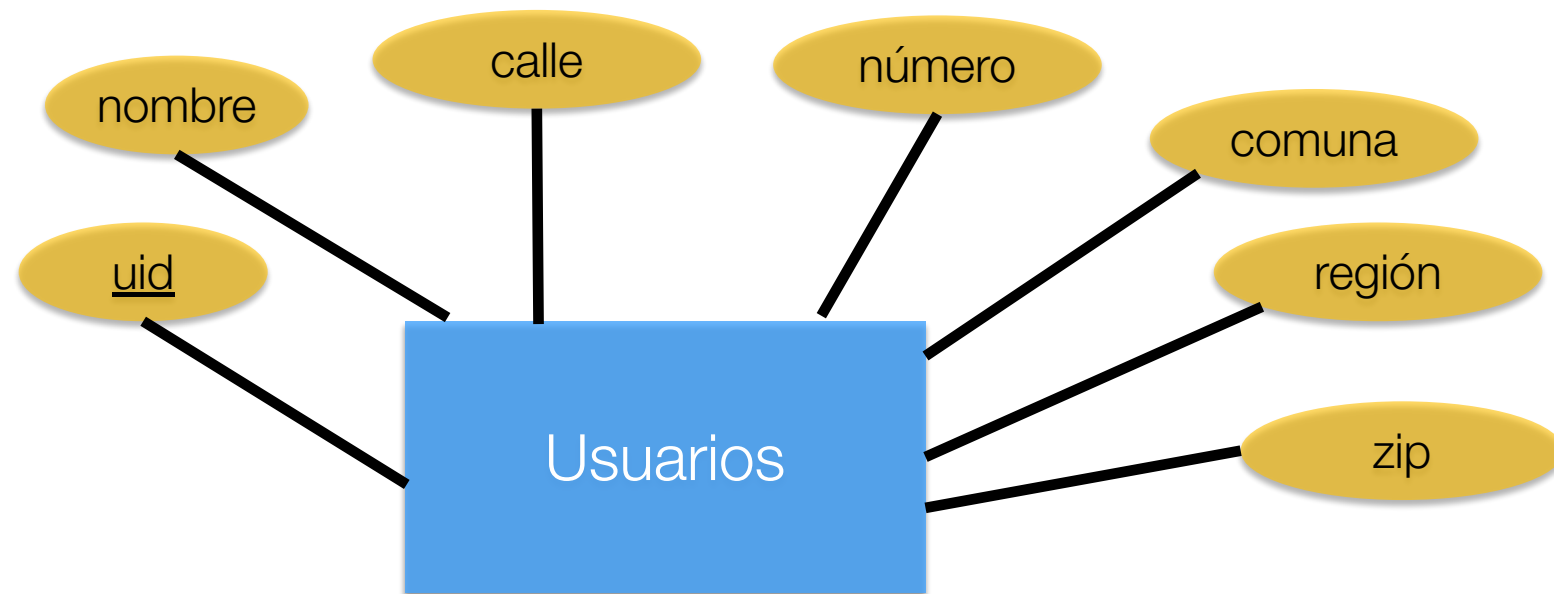 calle
número
nombre
comuna
uid
región
zip
Usuarios